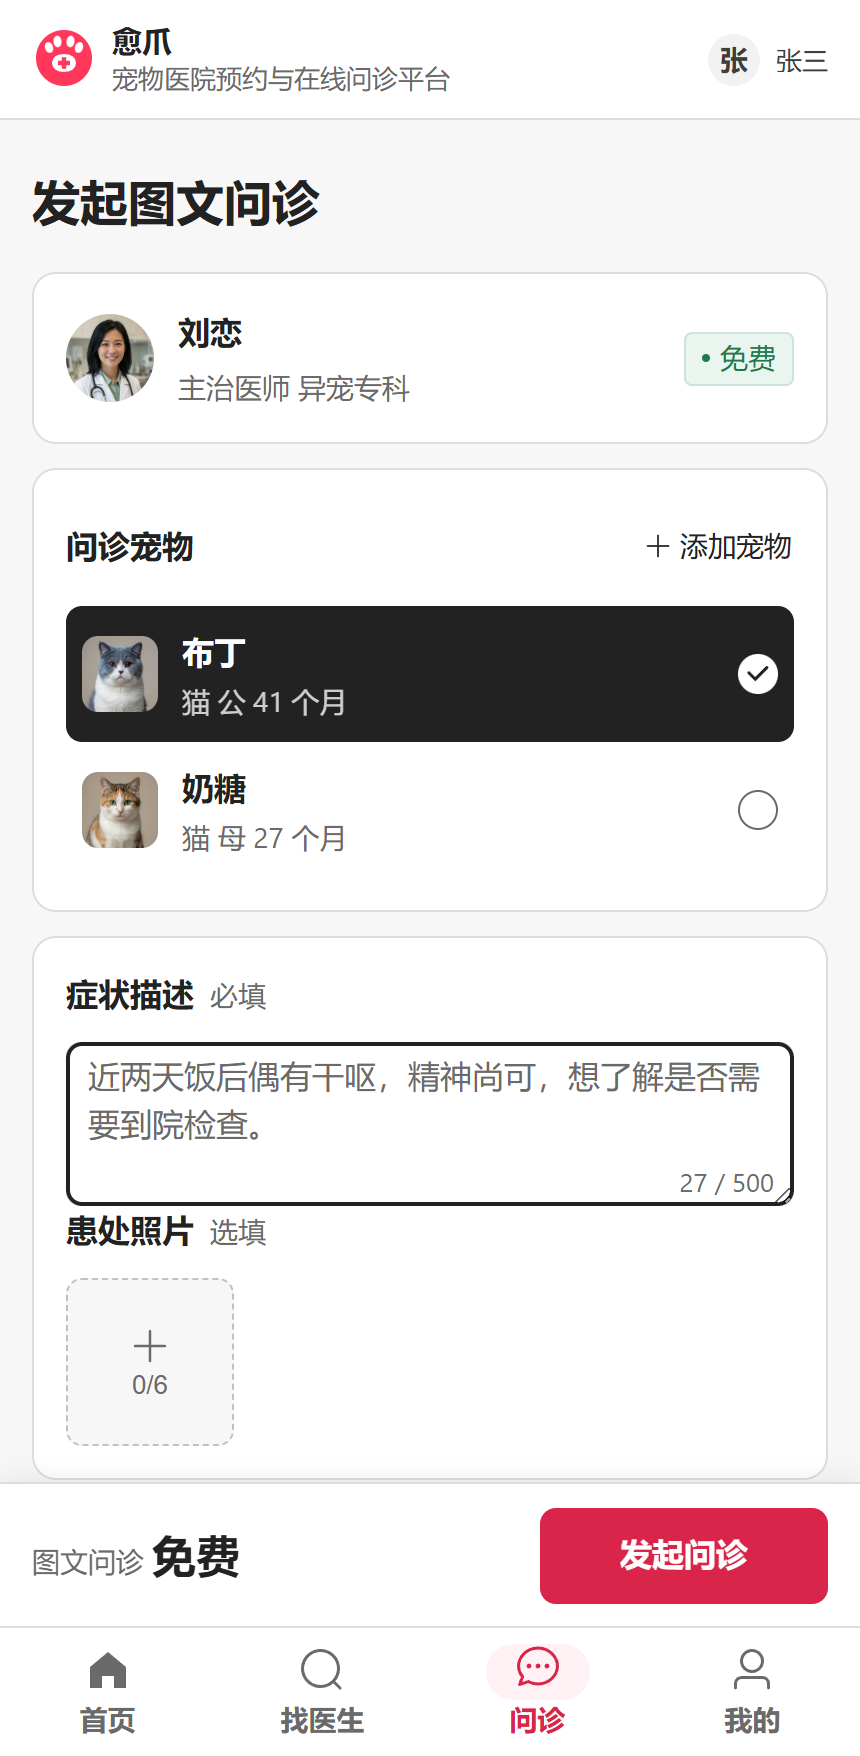 愈爪
宠物医院预约与在线问诊平台
张 张三
发起图文问诊
刘恋
主治医师 异宠专科
• 免费
问诊宠物
添加宠物
布丁
猫 公 41 个月
奶糖
猫 母 27 个月
症状描述 必填
近两天饭后偶有干呕，精神尚可，想了解是否需
要到院检查。
27 / 500
患处照片 选填
0/6
图文问诊 免费
发起问诊
首页 找医生 问诊 我的